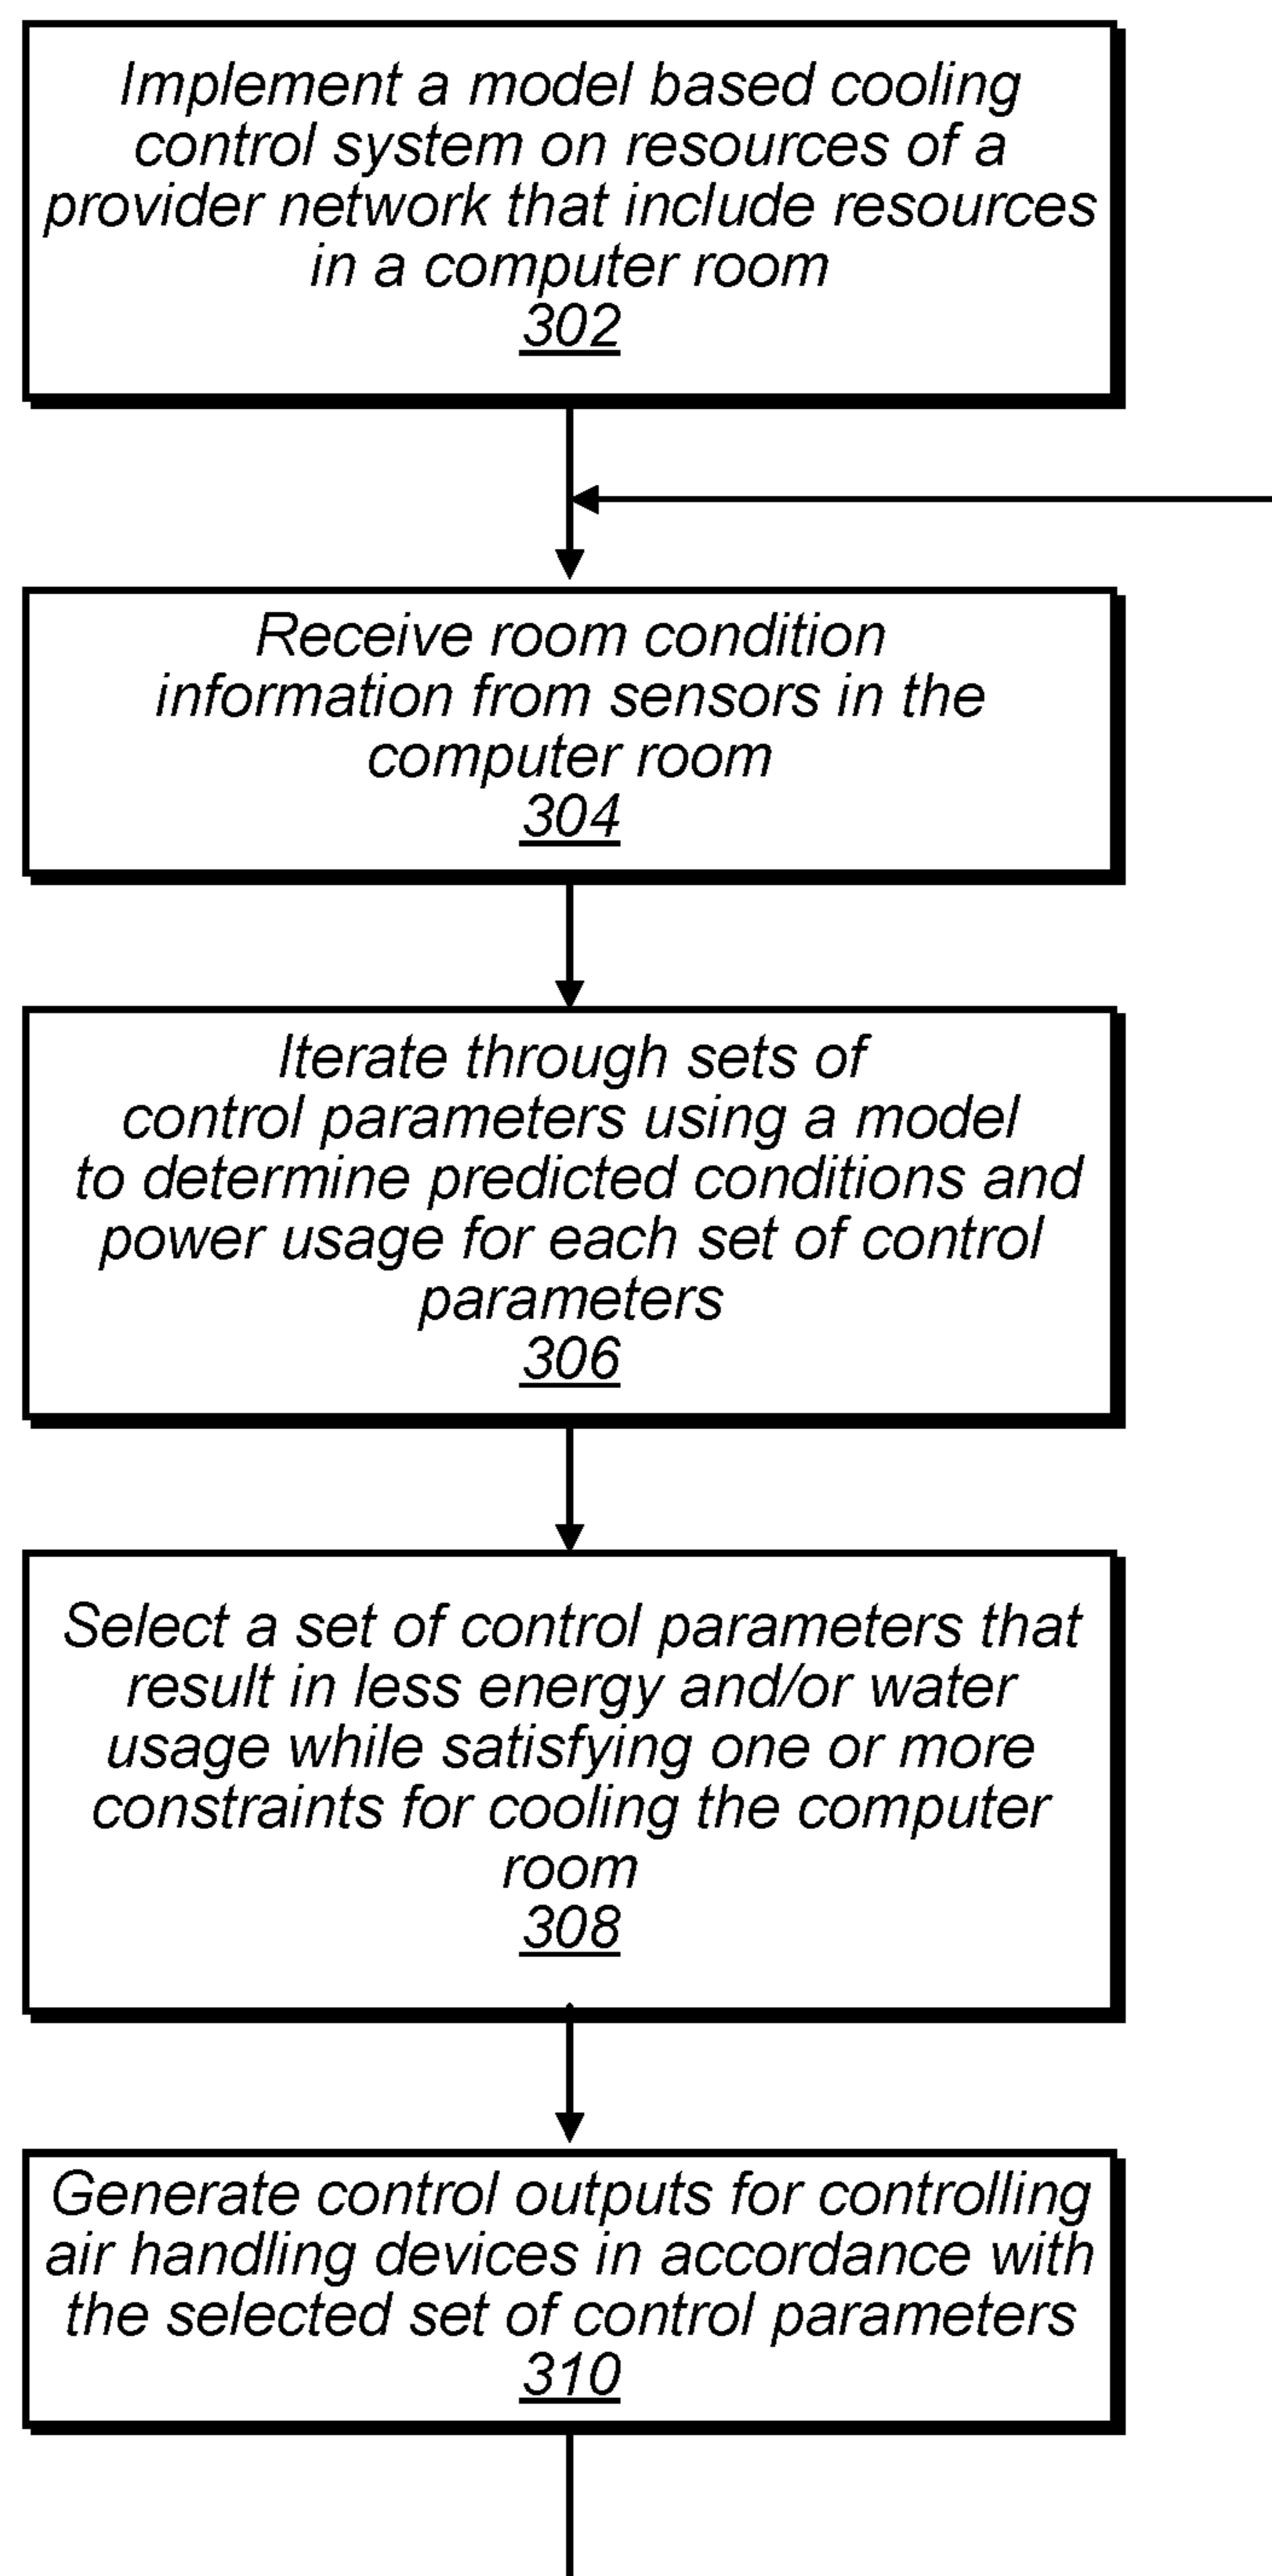 Implement a model based cooling
control system on resources of a
provider network that include resources
in a computer room
302
Receive room condition
information from sensors in the
computer room
304
Iterate through sets of
control parameters using a model
to determine predicted conditions and
power usage for each set of control
parameters
306
Select a set of control parameters that
result in less energy and/or water
usage while satisfying one or more
constraints for cooling the computer
room
308
Generate control outputs for controlling
air handling devices in accordance with
the selected set of control parameters
310